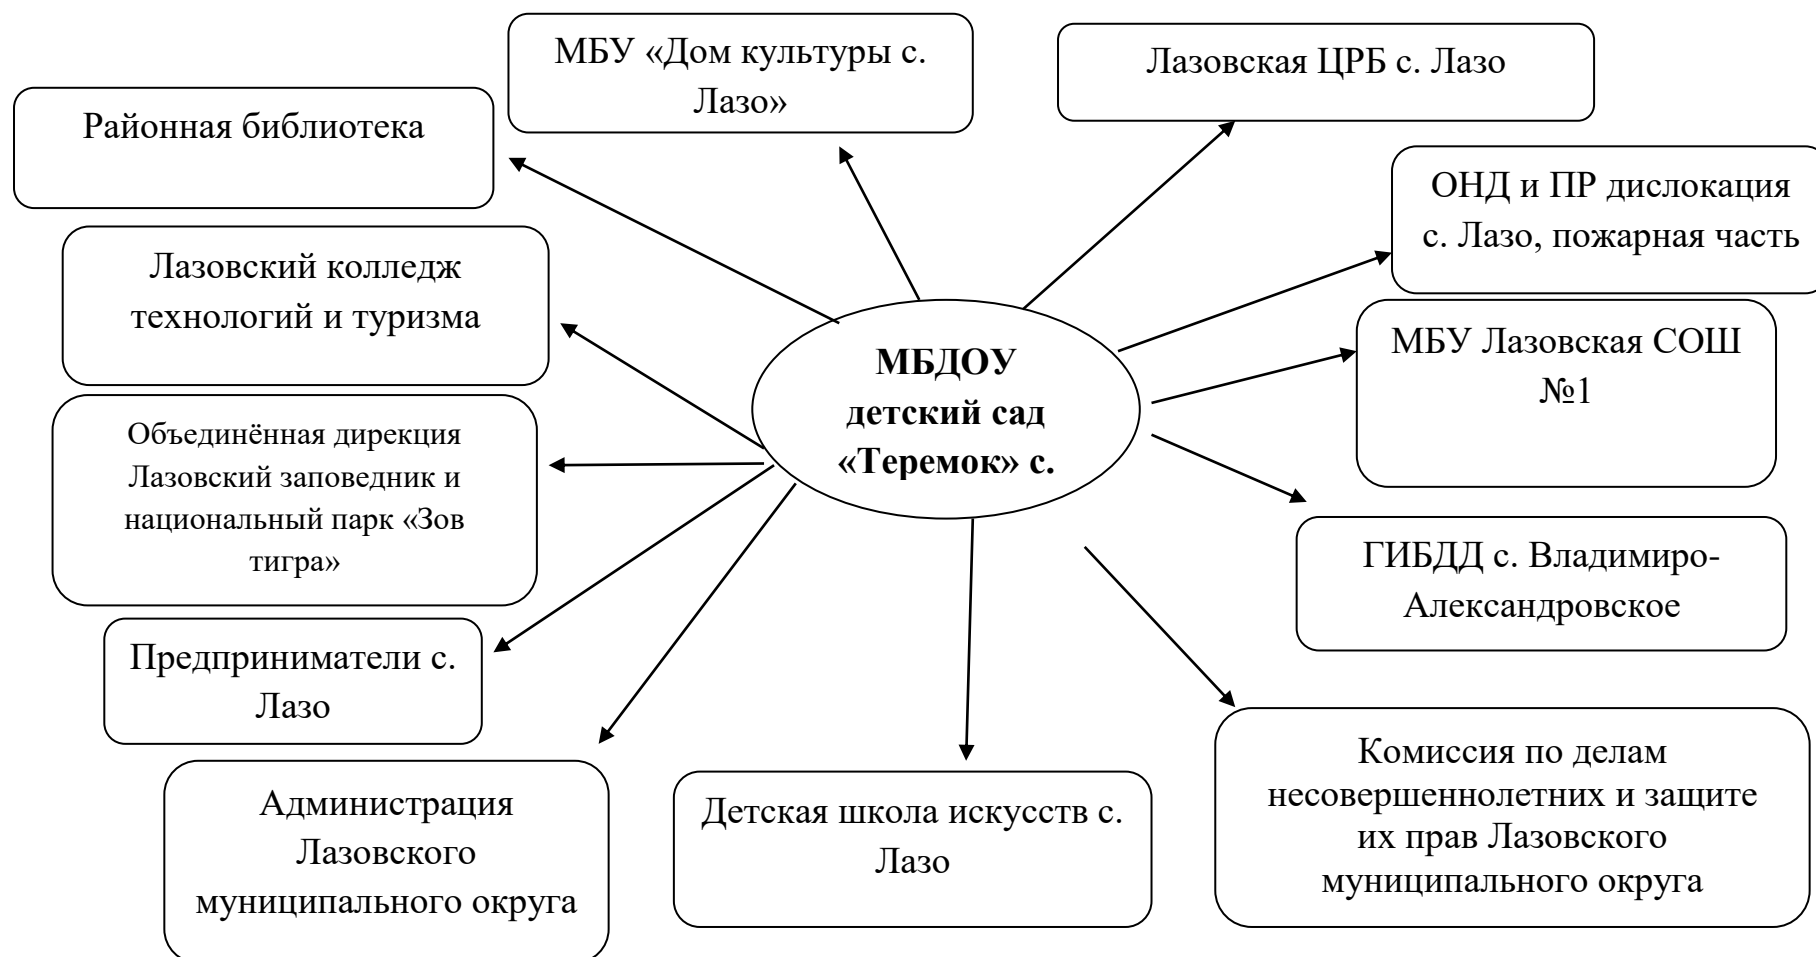 МБУ «Дом культуры с.
Лазо»
Лазовская ЦРБ с. Лазо
Районная библиотека
ОНД и ПР дислокация
с. Лазо, пожарная часть
Лазовский колледж
технологий и туризма
МБУ Лазовская СОШ
№1
МБДОУ
детский сад
«Теремок» с.
Объединённая дирекция
Лазовский заповедник и
национальный парк «Зов
тигра»
ГИБДД с. Владимиро-
Александровское
Предприниматели с.
Лазо
Администрация
Лазовского
муниципального округа
Детская школа искусств с.
Лазо
Комиссия по делам
несовершеннолетних и защите
их прав Лазовского
муниципального округа